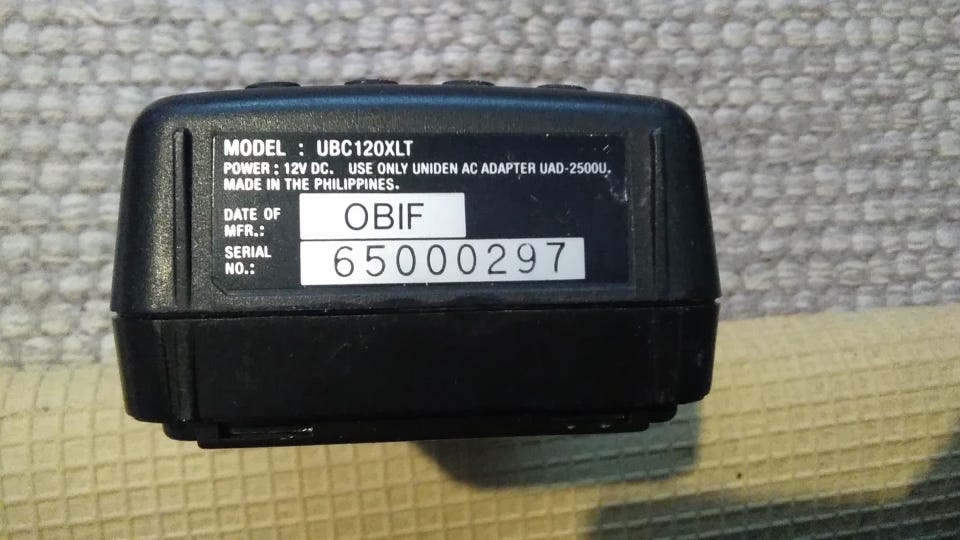 MODEL : UBC120XLT
POWER : 12V DC. USE ONLY UNIDEN AC ADAPTER UAD-2500U.
MADE IN THE PHILIPPINES.
DATE OF MFR.: OBIF
SERIAL NO.: 65000297